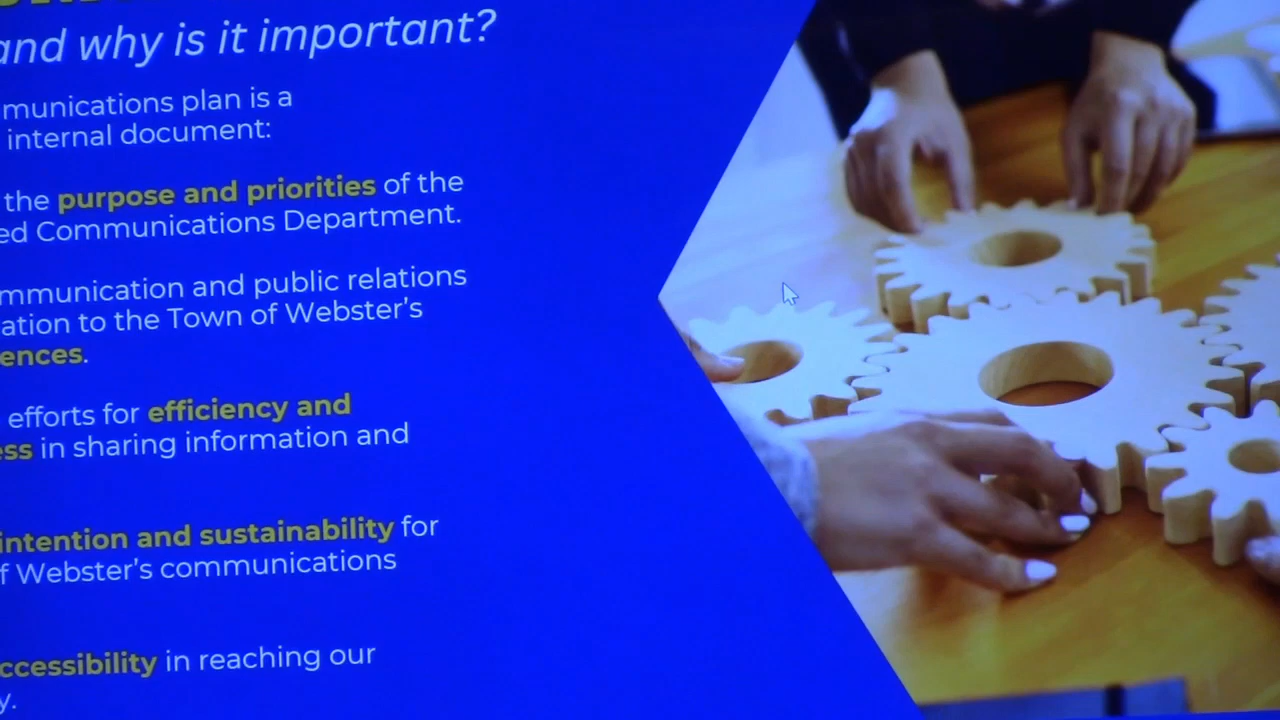 and why is it important?
munications plan is a
internal document:
the purpose and priorities of the
ed Communications Department.
mmunication and public relations
ation to the Town of Webster's
ences.
efforts for efficiency and
ess in sharing information and
intention and sustainability for
f Webster's communications
ccessibility in reaching our
y.